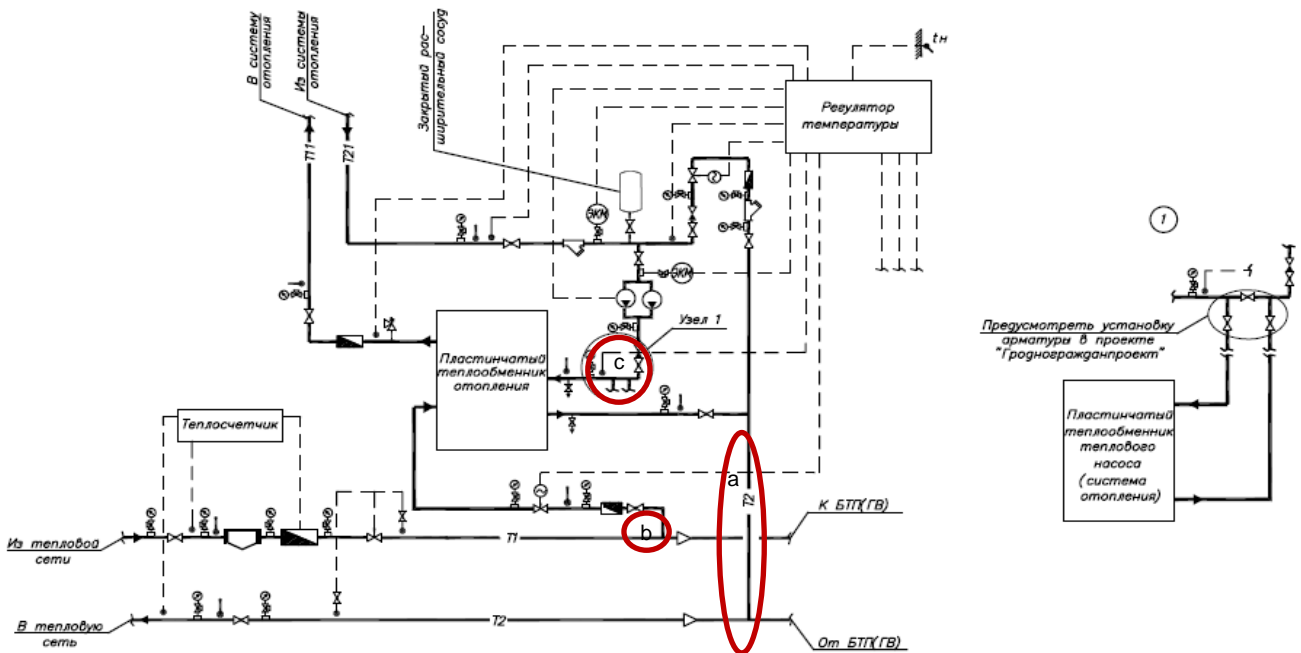 В систему
отопления
Из системы
отопления
Закрытый рас-
ширительный сосуд
tн
Регулятор
температуры
Т11
Т21
ЭКМ
ЭКМ
1
Узел 1
c
Предусмотреть установку
арматуры в проекте
"Гродногражданпроект"
Пластинчатый
теплообменник
отопления
Пластинчатый
теплообменник
теплового
насоса
(система
отопления)
Теплосчетчик
a
Т2
К БТП(ГВ)
b
Из тепловой
сети
Т1
В тепловую
сеть
Т2
От БТП(ГВ)